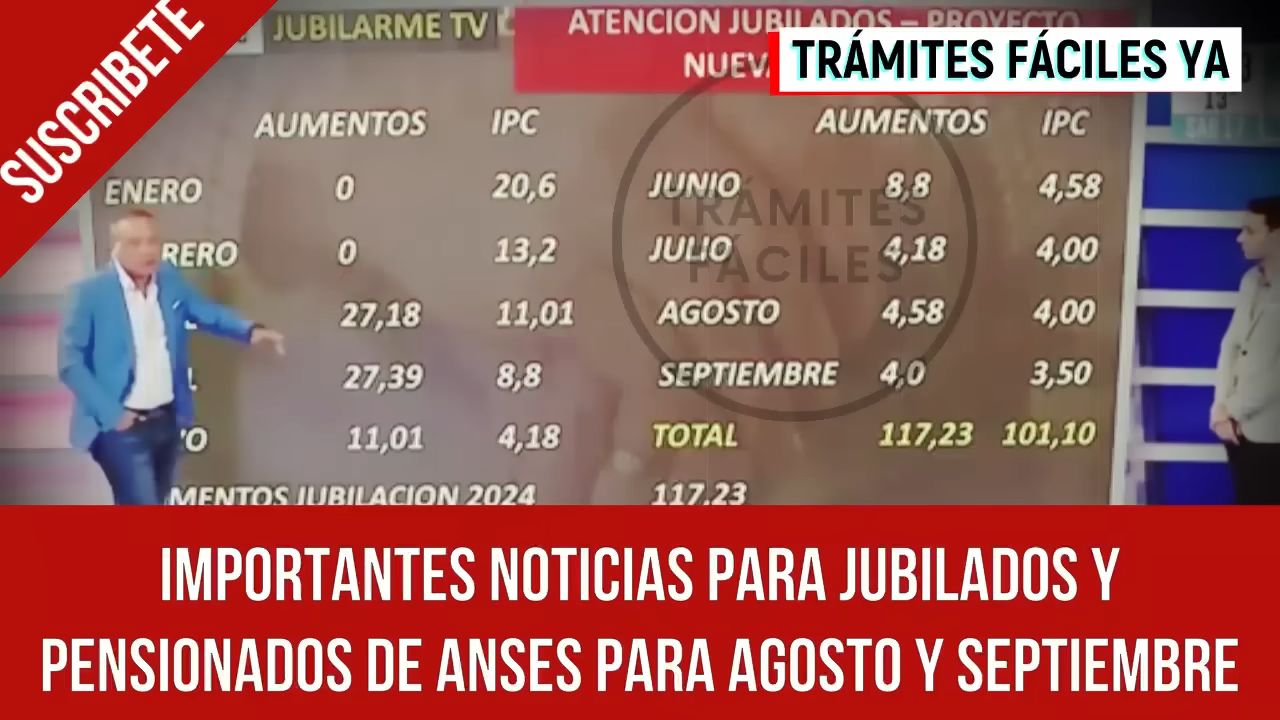 SUSCRIBETE
JUBILARME TV
ATENCION JUBILADOS – PROYECTO
TRÁMITES FÁCILES YA
AUMENTOS IPC AUMENTOS IPC
ENERO 0 20,6 JUNIO 8,8 4,58
RERO 0 13,2 JULIO 4,18 4,00
27,18 11,01 AGOSTO 4,58 4,00
L 27,39 8,8 SEPTIEMBRE 4,0 3,50
YO 11,01 4,18 TOTAL 117,23 101,10
MENTOS JUBILACION 2024 117,23
TRÁMITES
FÁCILES
IMPORTANTES NOTICIAS PARA JUBILADOS Y
PENSIONADOS DE ANSES PARA AGOSTO Y SEPTIEMBRE